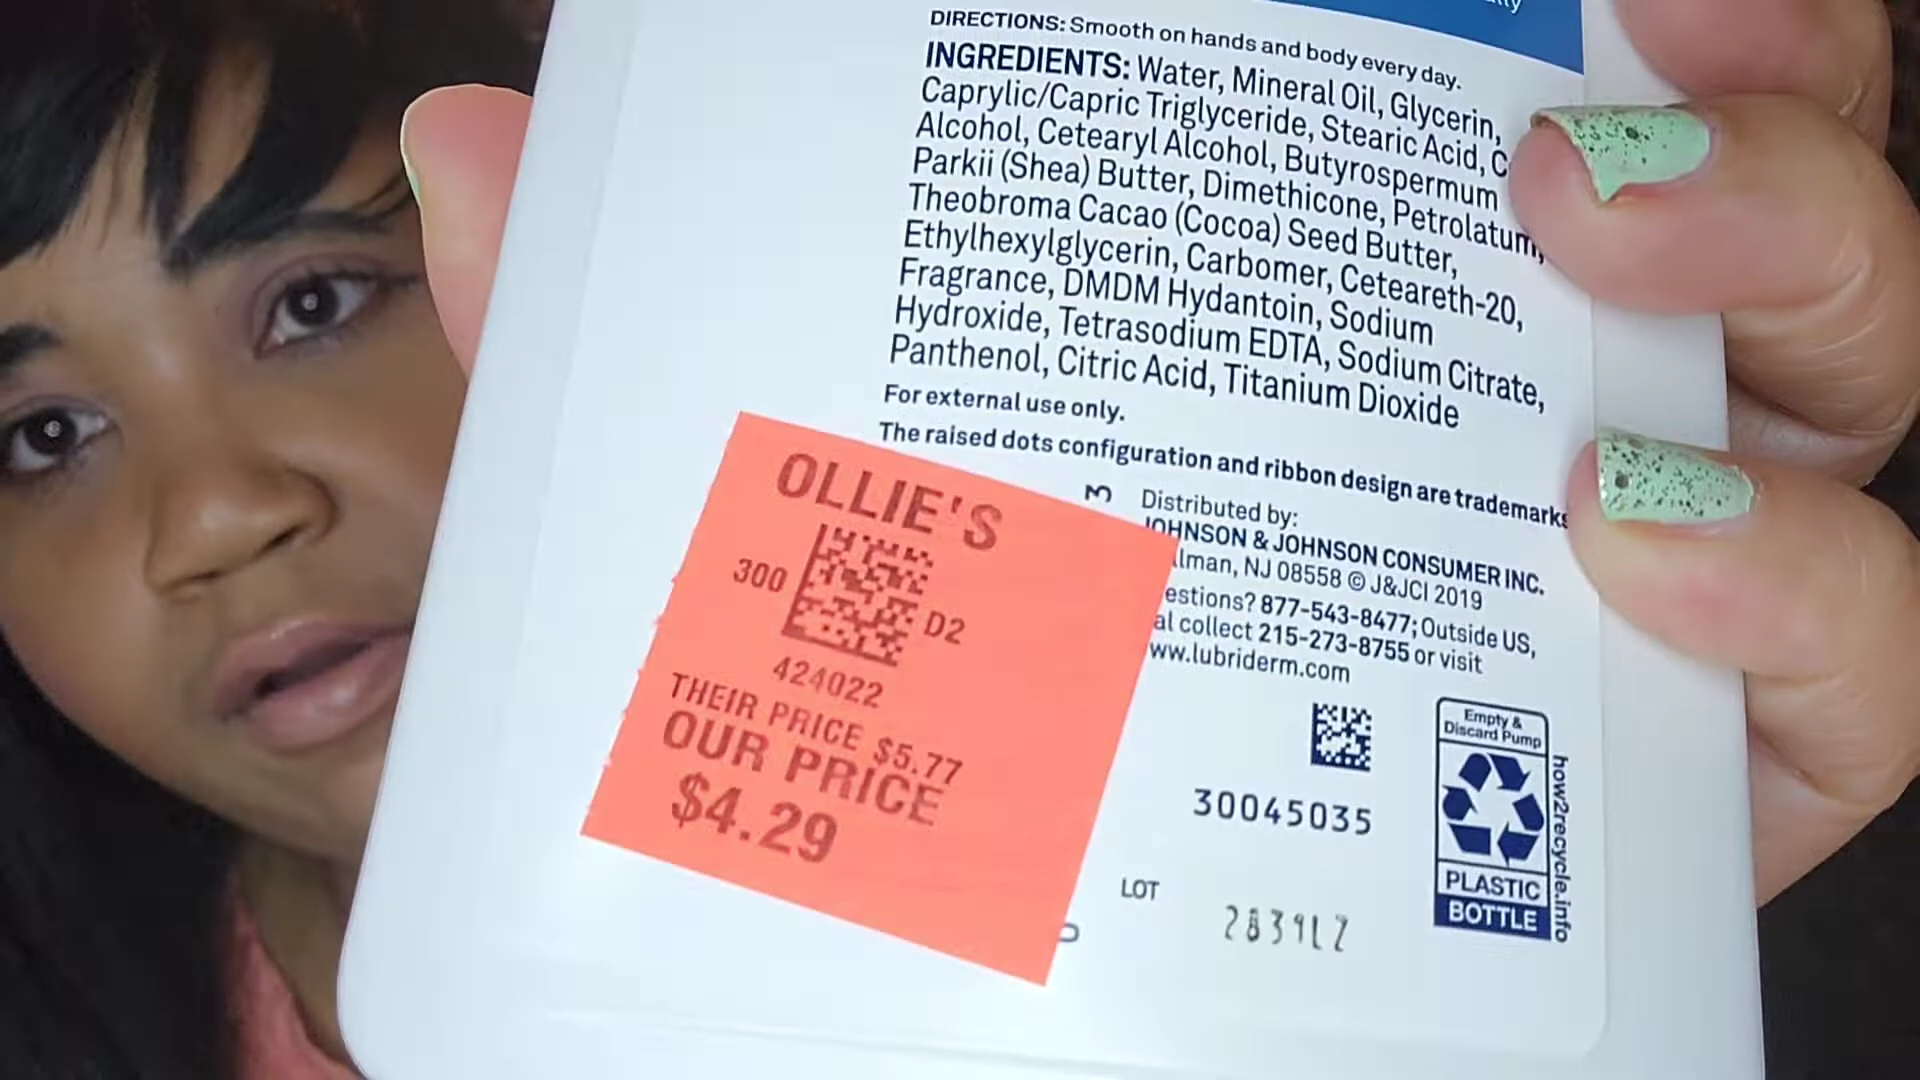 DIRECTIONS: Smooth on hands and body every day.
INGREDIENTS: Water, Mineral Oil, Glycerin,
Caprylic/Capric Triglyceride, Stearic Acid, C
Alcohol, Cetearyl Alcohol, Butyrospermum
Parkii (Shea) Butter, Dimethicone, Petrolatum,
Theobroma Cacao (Cocoa) Seed Butter,
Ethylhexylglycerin, Carbomer, Ceteareth-20,
Fragrance, DMDM Hydantoin, Sodium
Hydroxide, Tetrasodium EDTA, Sodium Citrate,
Panthenol, Citric Acid, Titanium Dioxide
For external use only.
The raised dots configuration and ribbon design are trademarks
Distributed by:
JOHNSON & JOHNSON CONSUMER INC.
lman, NJ 08558 © J&JCI 2019
estions? 877-543-8477; Outside US,
al collect 215-273-8755 or visit
ww.lubriderm.com
OLLIE'S
300
D2
424022
THEIR PRICE $5.77
OUR PRICE
$4.29
30045035
LOT
2839LZ
Empty &
Discard Pump
PLASTIC
BOTTLE
how2recycle.info